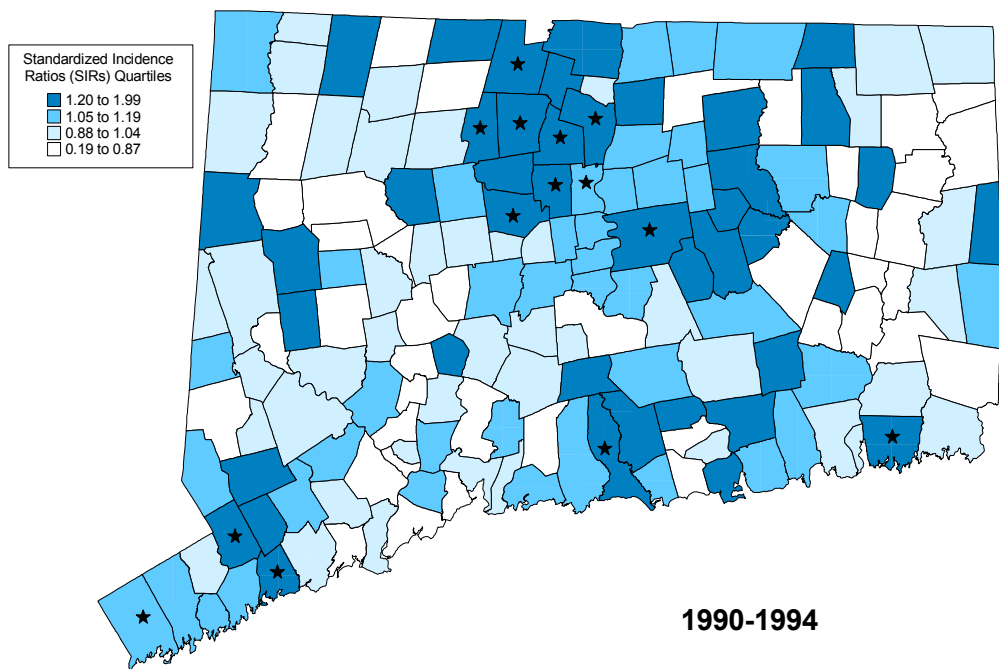 Standardized Incidence
Ratios (SIRs) Quartiles
1.20 to 1.99
1.05 to 1.19
0.88 to 1.04
0.19 to 0.87
1990-1994